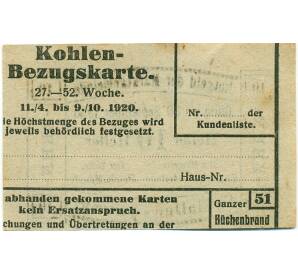 Kohlen-
Bezugskarte.
27.—52. Woche.
11./4. bis 9./10. 1920.
ie Höchstmenge des Bezuges wird
jeweils behördlich festgesetzt.
Nr. der
Kundenliste.
Haus-Nr.
abhanden gekommene Karten
kein Ersatzanspruch.
chungen und Übertretungen an der
Ganzer 51
Küchenbrand